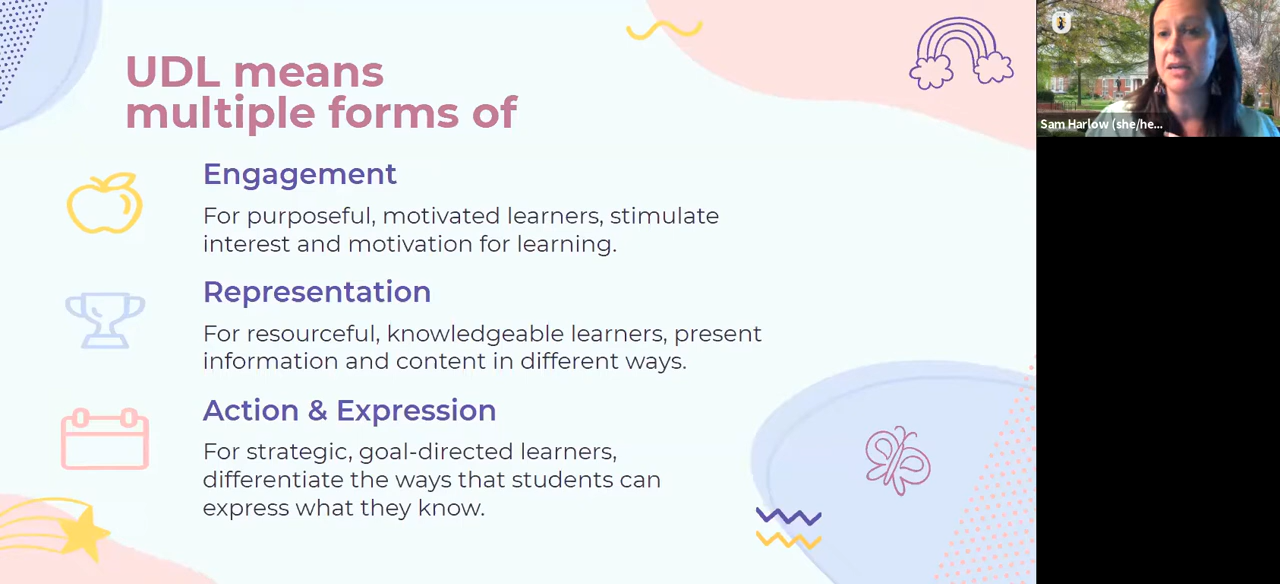 UDL means
multiple forms of
Engagement
For purposeful, motivated learners, stimulate
interest and motivation for learning.
Representation
For resourceful, knowledgeable learners, present
information and content in different ways.
Action & Expression
For strategic, goal-directed learners,
differentiate the ways that students can
express what they know.
Sam Harlow (she/he...